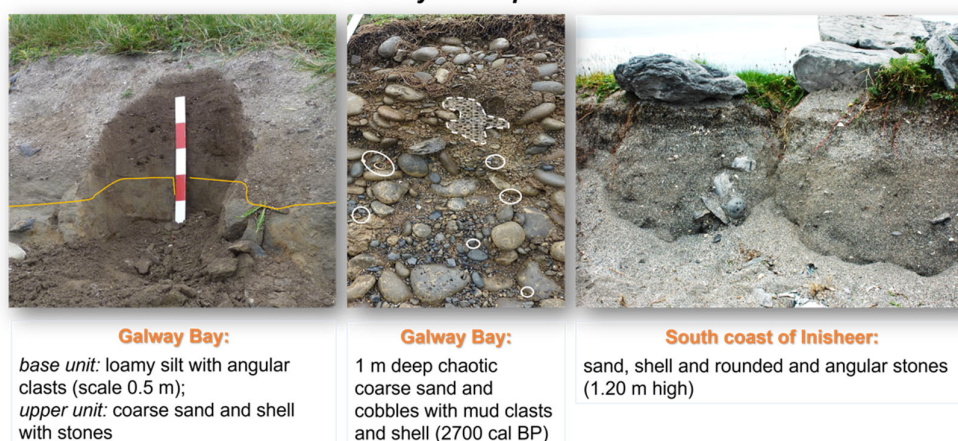 Galway Bay:
base unit: loamy silt with angular
clasts (scale 0.5 m);
upper unit: coarse sand and shell
with stones
Galway Bay:
1 m deep chaotic
coarse sand and
cobbles with mud clasts
and shell (2700 cal BP)
South coast of Inisheer:
sand, shell and rounded and angular stones
(1.20 m high)